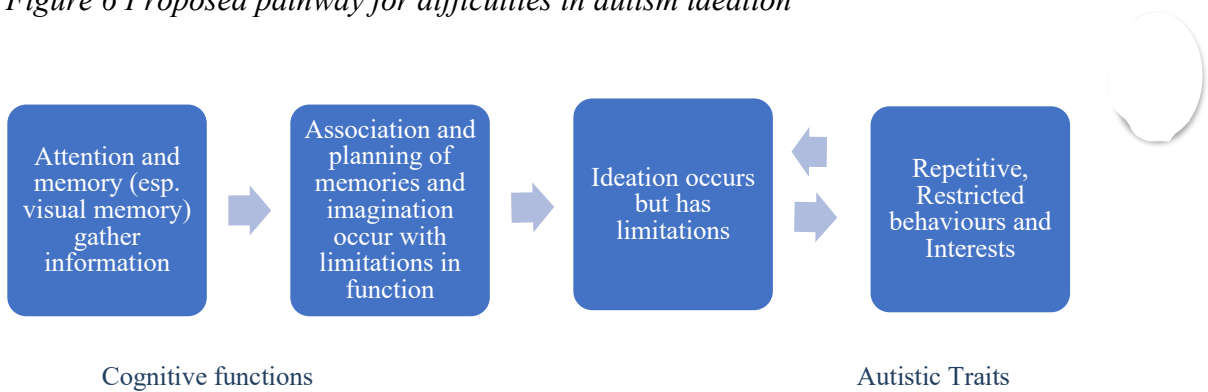 Figure 6 Proposed pathway for difficulties in autism ideation
Attention and
memory (esp.
visual memory)
gather
information
Association and
planning of
memories and
imagination
occur with
limitations in
function
Ideation occurs
but has
limitations
Repetitive,
Restricted
behaviours and
Interests
Cognitive functions
Autistic Traits